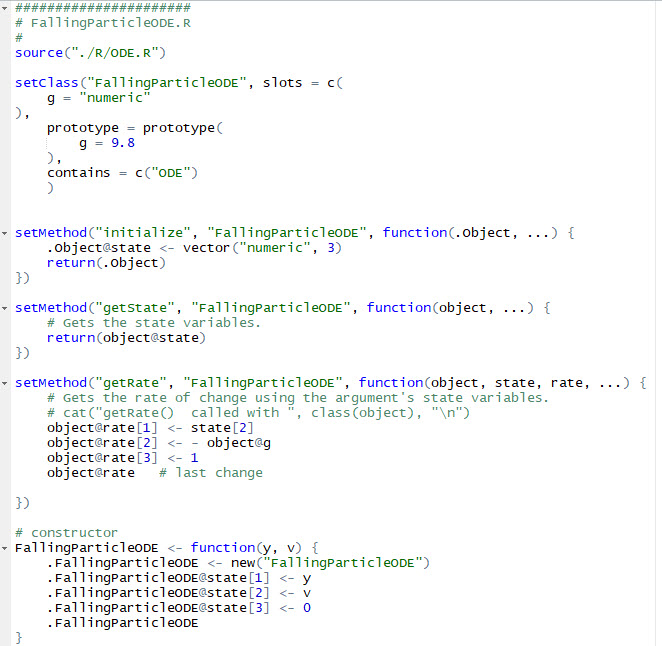 ######################
# FallingParticleODE.R
#
source("./R/ODE.R")
setClass("FallingParticleODE", slots = c(
    g = "numeric"
),
    prototype = prototype(
        g = 9.8
    ),
    contains = c("ODE")
    )
setMethod("initialize", "FallingParticleODE", function(.Object, ...) {
    .Object@state <- vector("numeric", 3)
    return(.Object)
})
setMethod("getState", "FallingParticleODE", function(object, ...) {
    # Gets the state variables.
    return(object@state)
})
setMethod("getRate", "FallingParticleODE", function(object, state, rate, ...) {
    # Gets the rate of change using the argument's state variables.
    # cat("getRate()  called with ", class(object), "\n")
    object@rate[1] <- state[2]
    object@rate[2] <- - object@g
    object@rate[3] <- 1
    object@rate   # last change
})
# constructor
FallingParticleODE <- function(y, v) {
    .FallingParticleODE <- new("FallingParticleODE")
    .FallingParticleODE@state[1] <- y
    .FallingParticleODE@state[2] <- v
    .FallingParticleODE@state[3] <- 0
    .FallingParticleODE
}